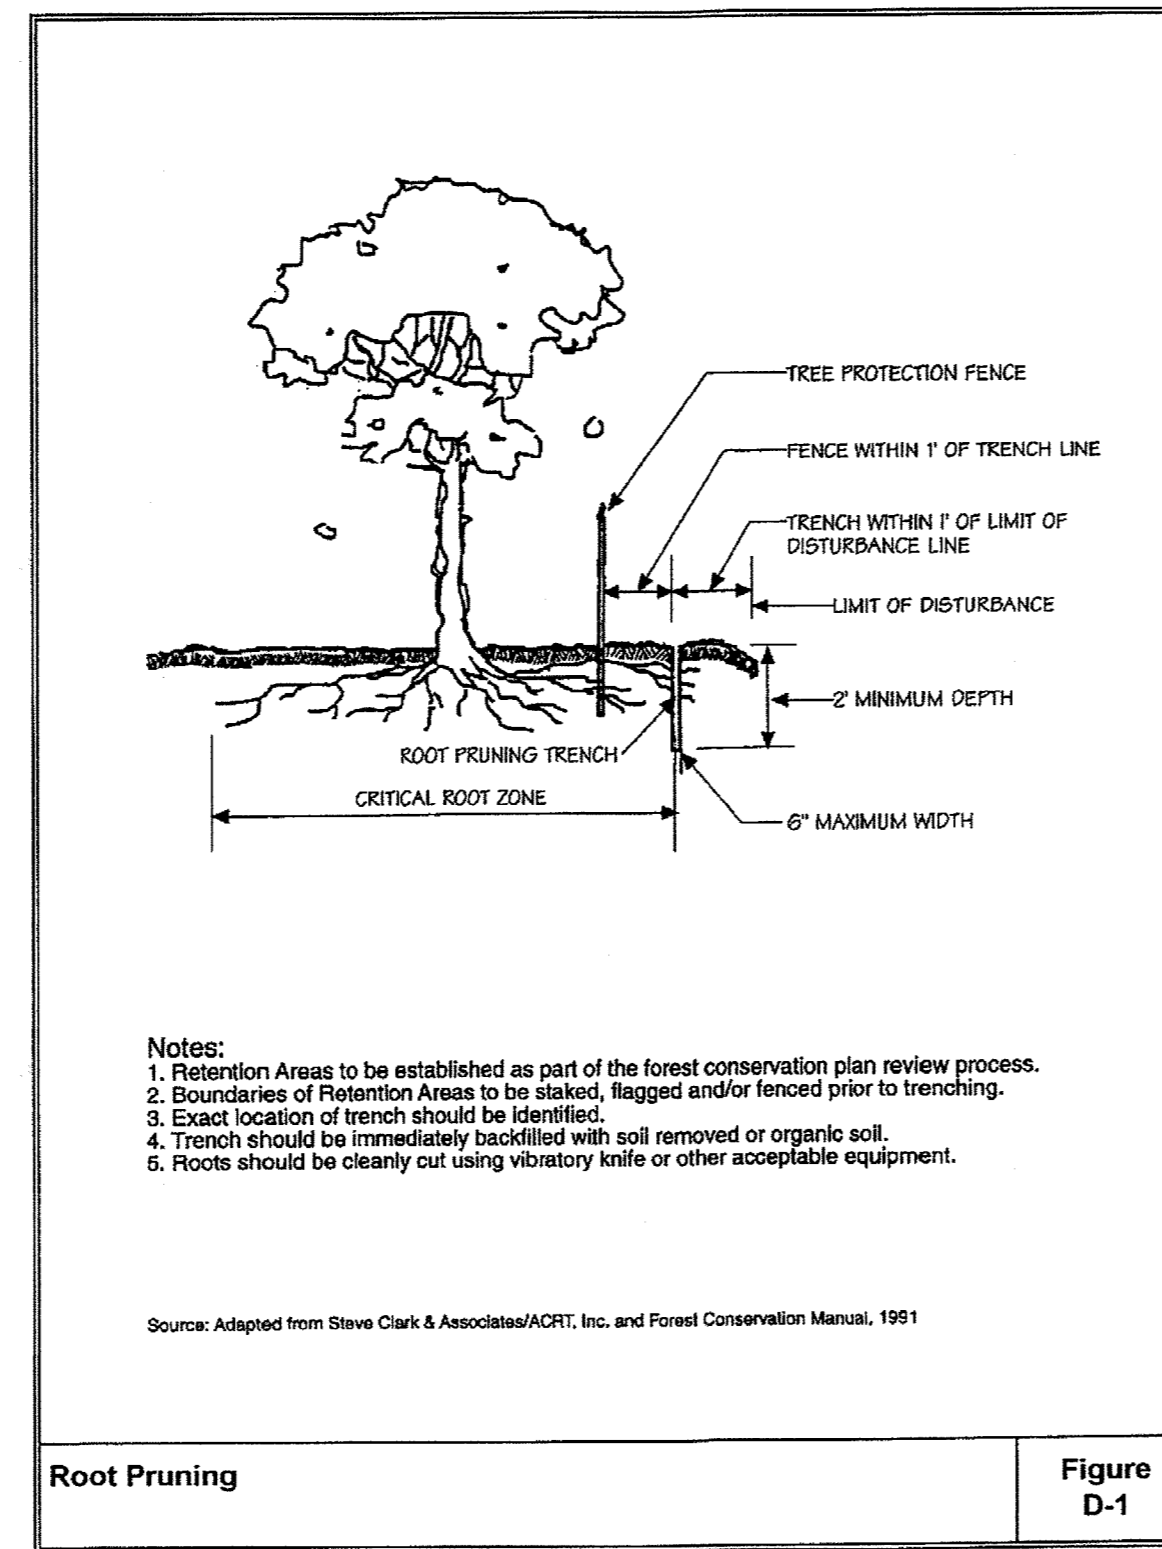 TREE PROTECTION FENCE
FENCE WITHIN 1' OF TRENCH LINE
TRENCH WITHIN 1' OF LIMIT OF
DISTURBANCE LINE
LIMIT OF DISTURBANCE
2' MINIMUM DEPTH
ROOT PRUNING TRENCH
CRITICAL ROOT ZONE
6" MAXIMUM WIDTH
Notes:
1. Retention Areas to be established as part of the forest conservation plan review process.
2. Boundaries of Retention Areas to be staked, flagged and/or fenced prior to trenching.
3. Exact location of trench should be identified.
4. Trench should be immediately backfilled with soil removed or organic soil.
5. Roots should be cleanly cut using vibratory knife or other acceptable equipment.
Source: Adapted from Steve Clark & Associates/ACRT, Inc. and Forest Conservation Manual, 1991
Root Pruning
Figure
D-1